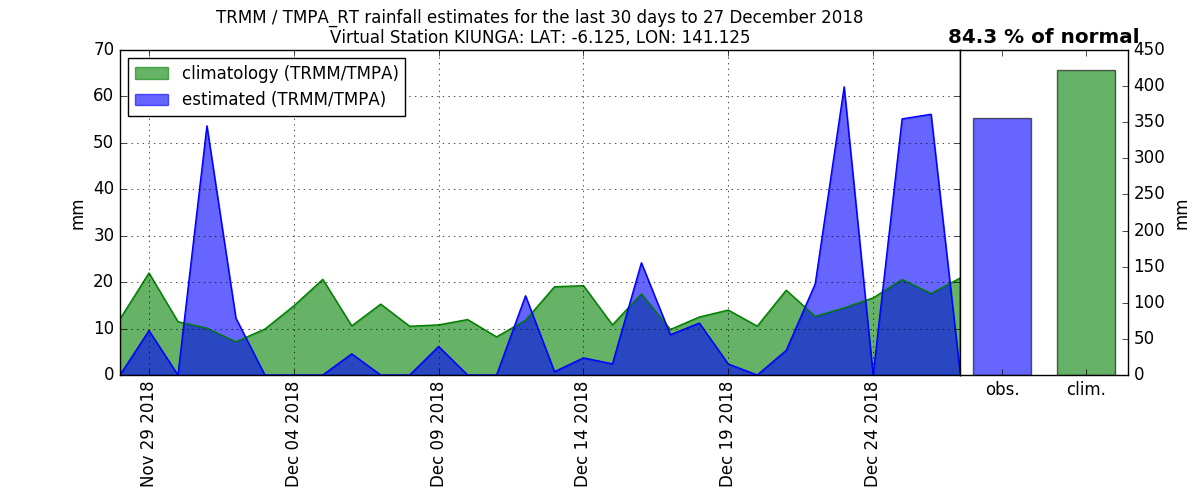 TRMM / TMPA_RT rainfall estimates for the last 30 days to 27 December 2018
Virtual Station KIUNGA: LAT: -6.125, LON: 141.125
84.3 % of normal
climatology (TRMM/TMPA)
estimated (TRMM/TMPA)
70
60
50
40
30
20
10
0
mm
Nov 29 2018
Dec 04 2018
Dec 09 2018
Dec 14 2018
Dec 19 2018
Dec 24 2018
obs.
clim.
450
400
350
300
250
200
150
100
50
0
mm